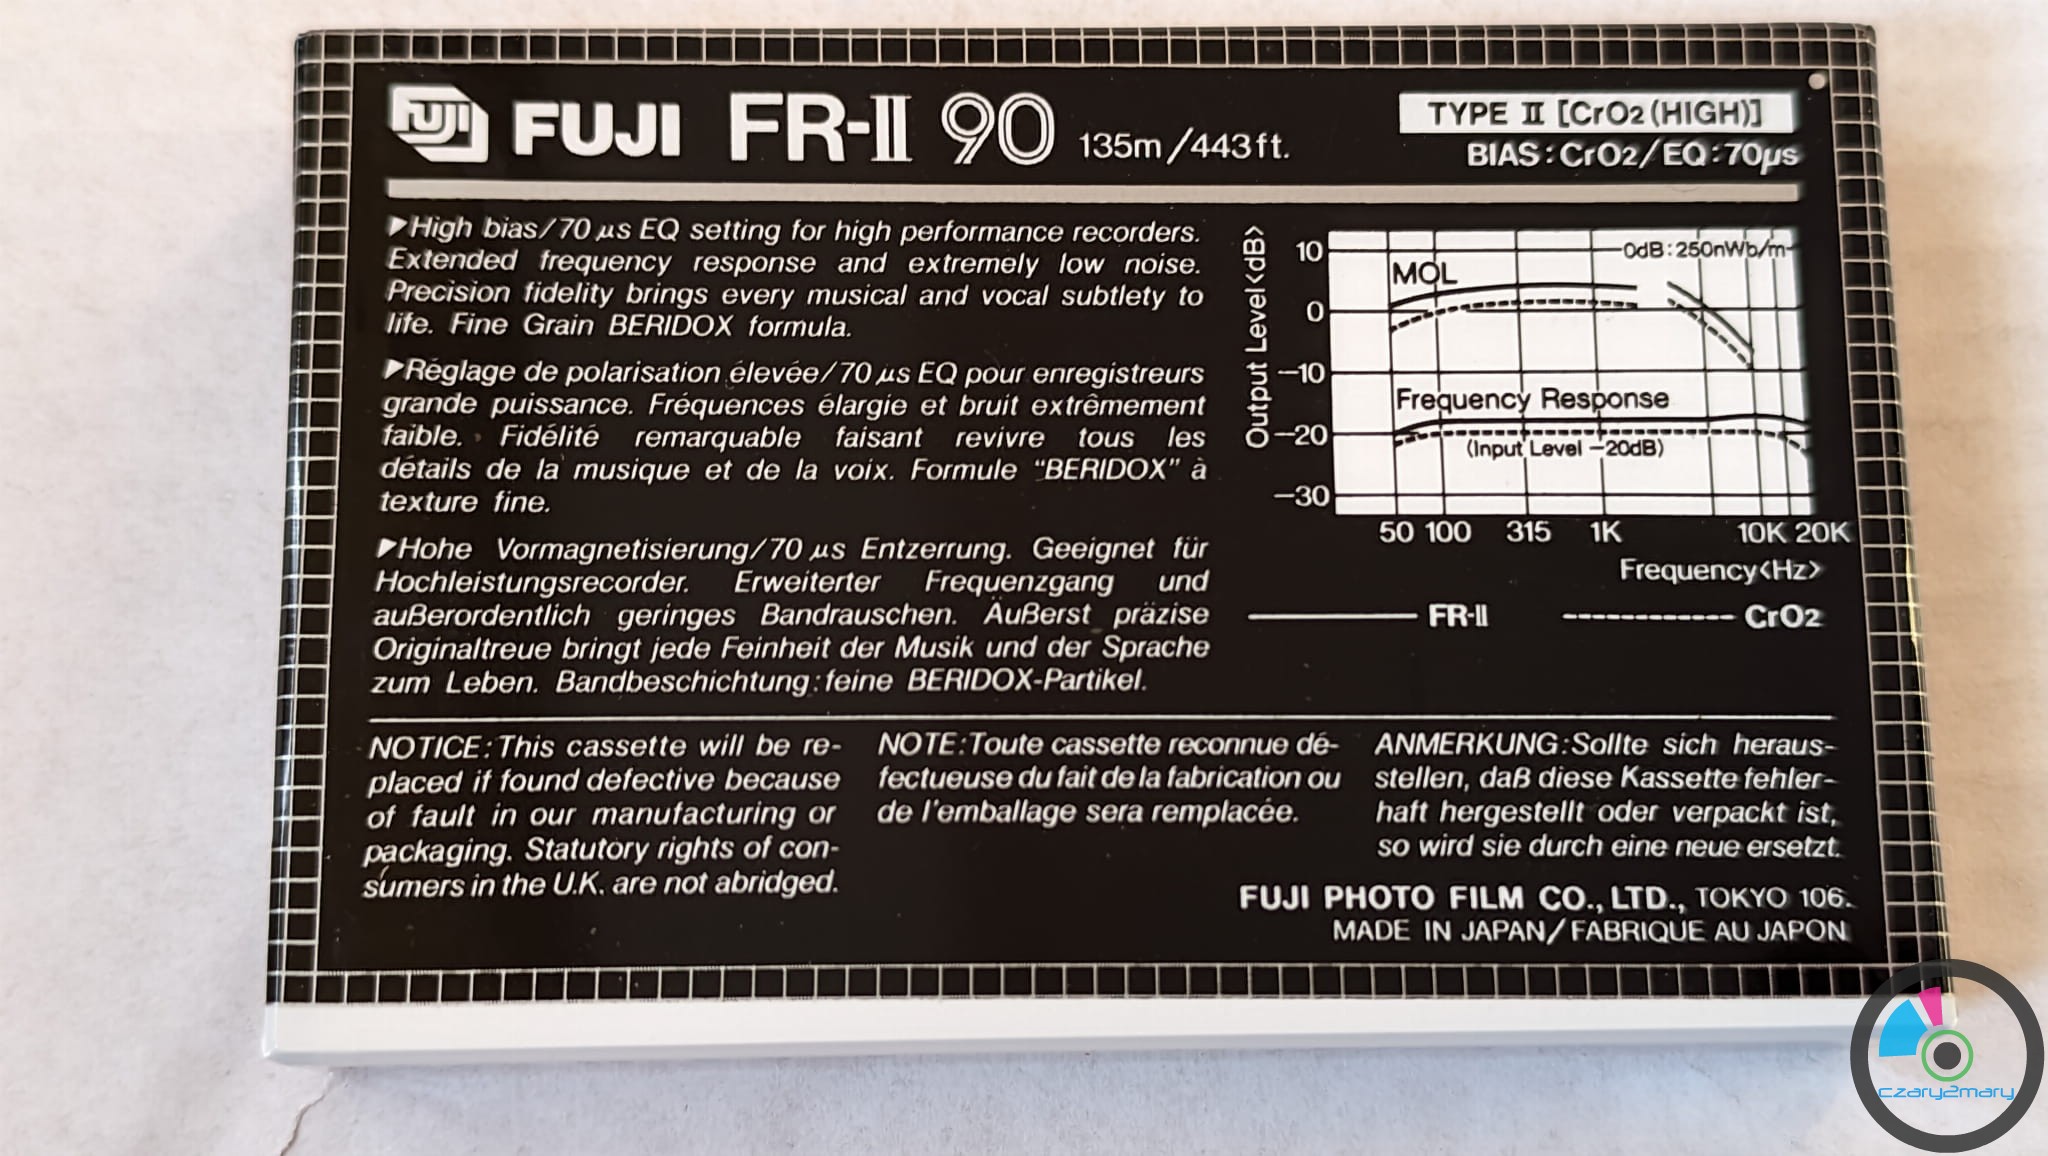 FUJI FUJI FR-II 90 135m/443ft.
TYPE II [CrO2(HIGH)]
BIAS:CrO2/EQ:70µs
▶High bias/70 µs EQ setting for high performance recorders.
Extended frequency response and extremely low noise.
Precision fidelity brings every musical and vocal subtlety to
life. Fine Grain BERIDOX formula.
▶Réglage de polarisation élevée/70 µs EQ pour enregistreurs
grande puissance. Fréquences élargie et bruit extrêmement
faible. Fidélité remarquable faisant revivre tous les
détails de la musique et de la voix. Formule “BERIDOX” à
texture fine.
▶Hohe Vormagnetisierung/70 µs Entzerrung. Geeignet für
Hochleistungsrecorder. Erweiterter Frequenzgang und
außerordentlich geringes Bandrauschen. Äußerst präzise
Originaltreue bringt jede Feinheit der Musik und der Sprache
zum Leben. Bandbeschichtung:feine BERIDOX-Partikel.
Output Level<dB>
10
0
-10
-20
-30
0dB:250nWb/m
MOL
Frequency Response
(Input Level -20dB)
50 100 315 1K 10K 20K
Frequency<Hz>
FR-II CrO2
NOTICE:This cassette will be re-
placed if found defective because
of fault in our manufacturing or
packaging. Statutory rights of con-
sumers in the U.K. are not abridged.
NOTE:Toute cassette reconnue dé-
fectueuse du fait de la fabrication ou
de l'emballage sera remplacée.
ANMERKUNG:Sollte sich heraus-
stellen, daß diese Kassette fehler-
haft hergestellt oder verpackt ist,
so wird sie durch eine neue ersetzt.
FUJI PHOTO FILM CO., LTD., TOKYO 106.
MADE IN JAPAN/FABRIQUE AU JAPON
czary2mary